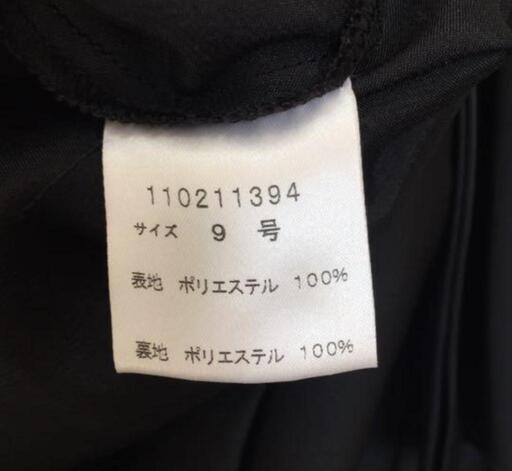 110211394
サイズ 9 号
表地 ポリエステル 100%
裏地 ポリエステル 100%